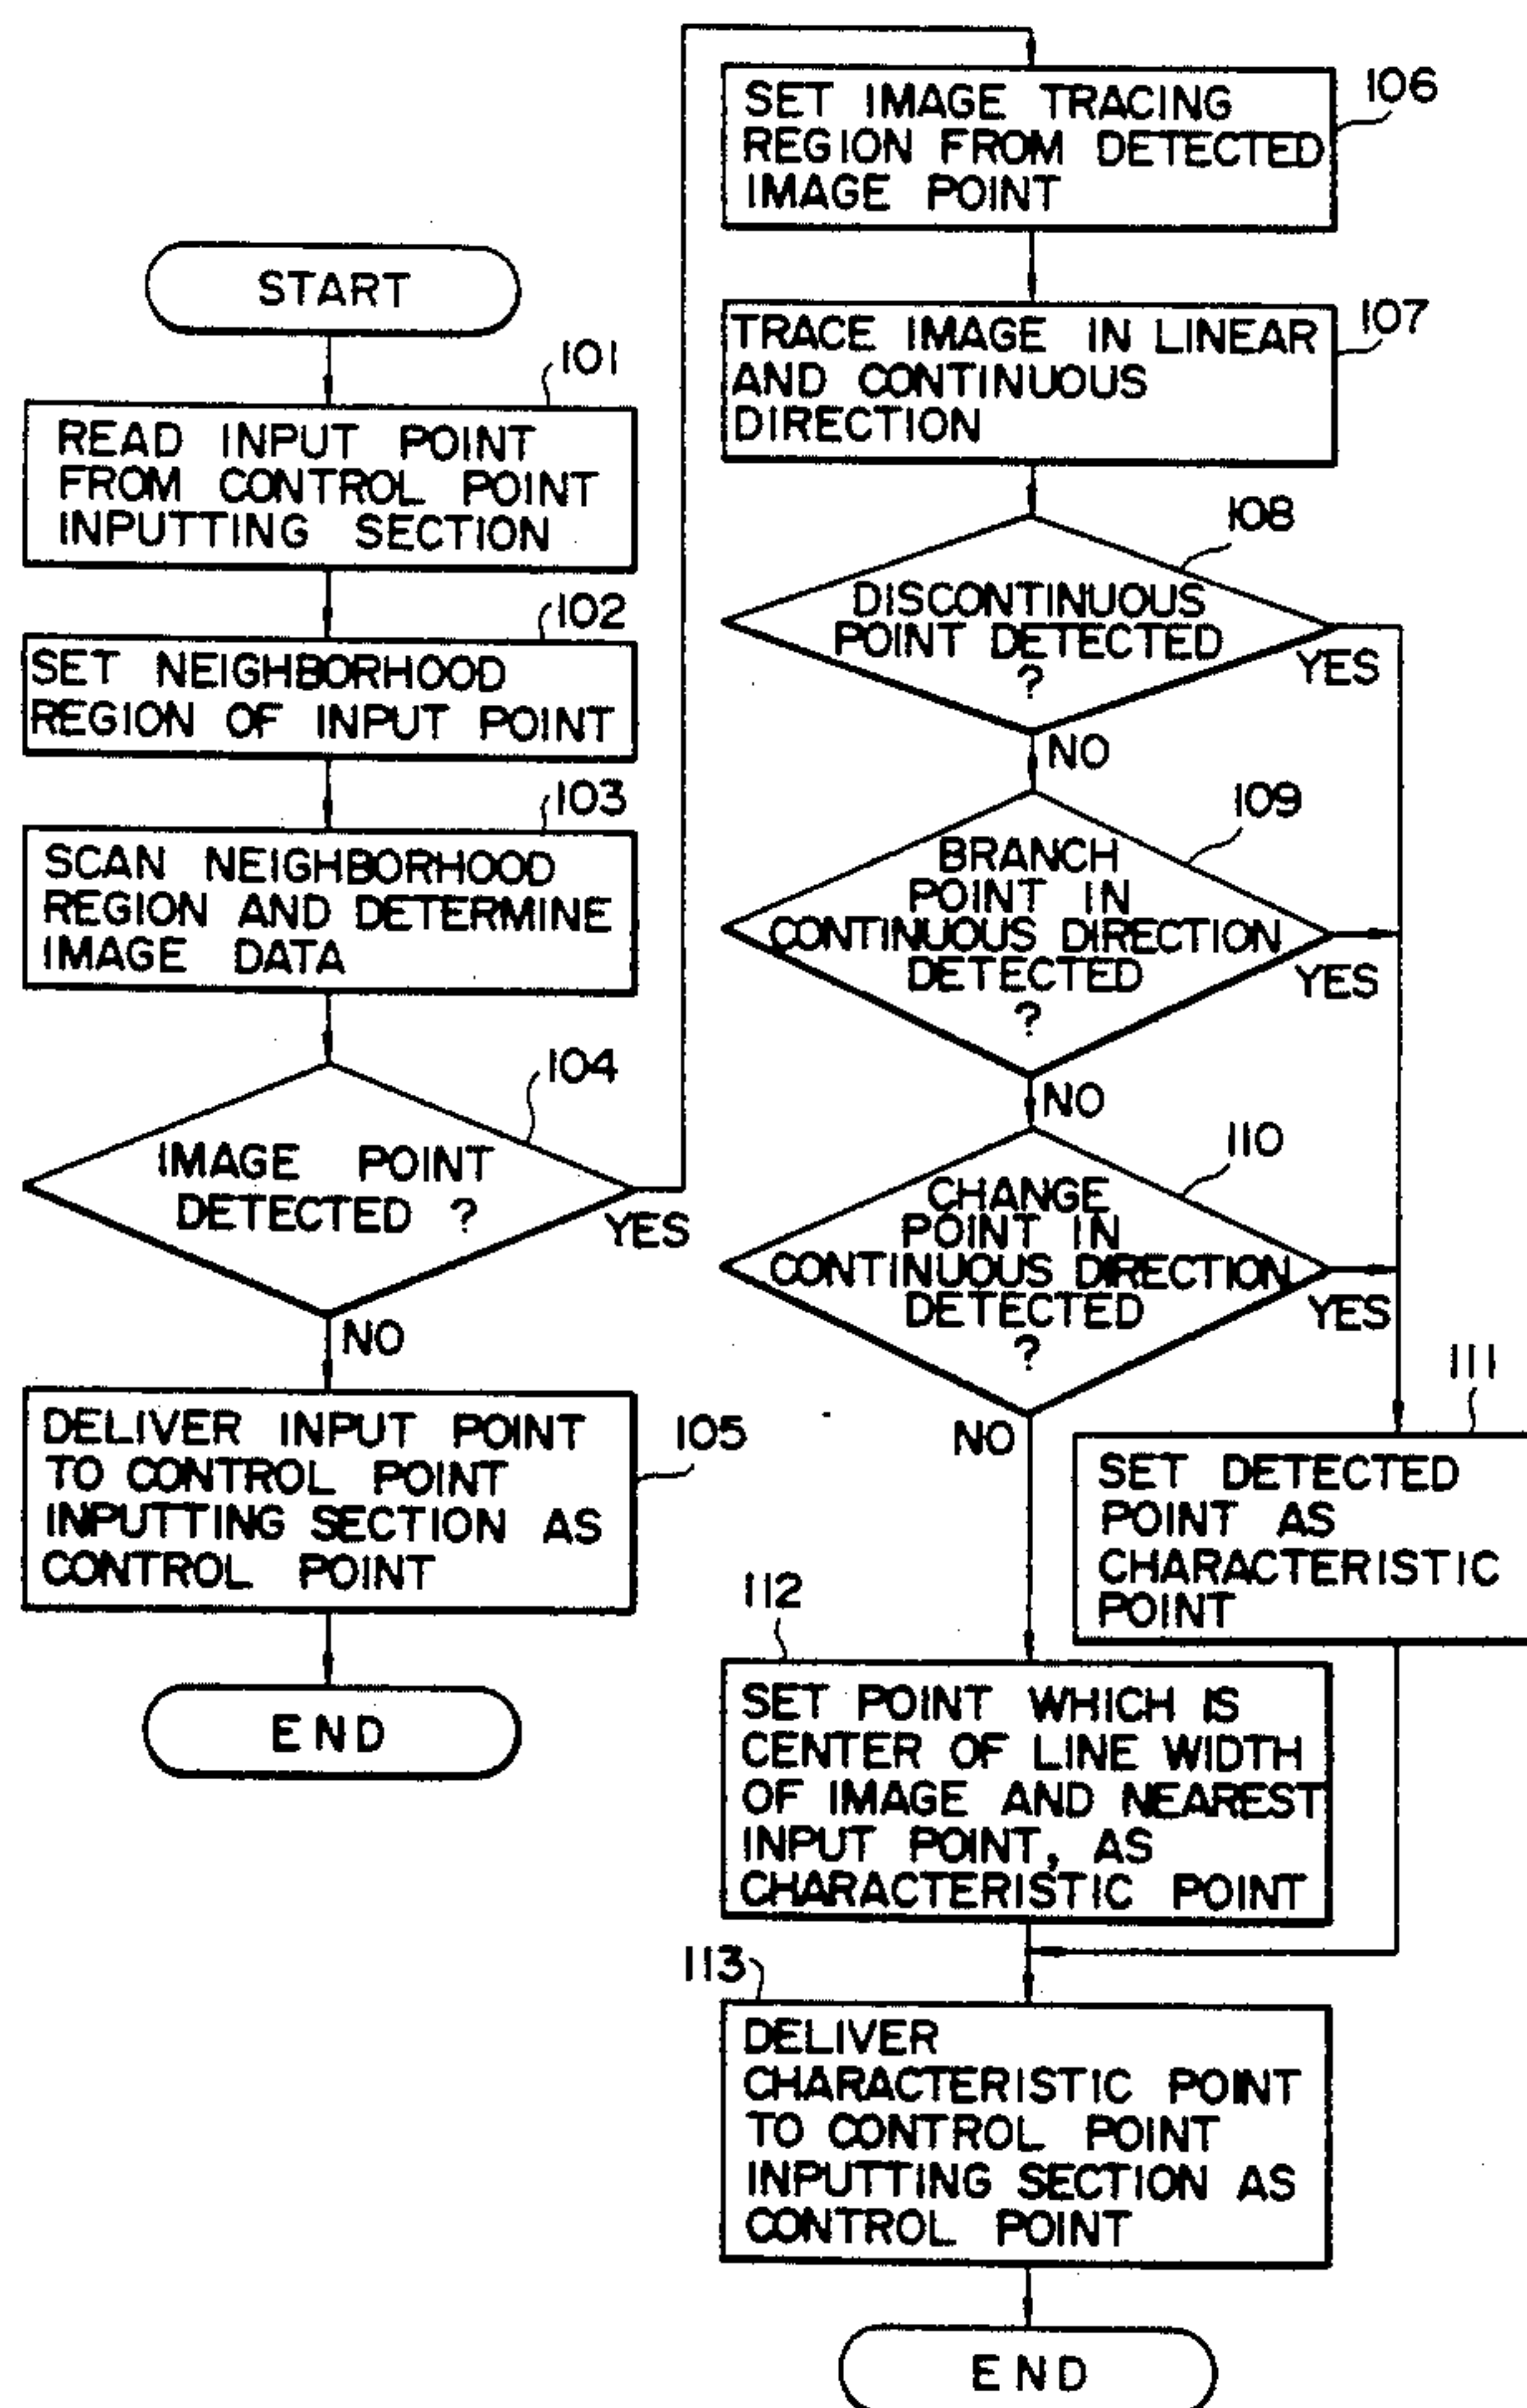 START
101
READ INPUT POINT
FROM CONTROL POINT
INPUTTING SECTION
102
SET NEIGHBORHOOD
REGION OF INPUT POINT
103
SCAN NEIGHBORHOOD
REGION AND DETERMINE
IMAGE DATA
104
IMAGE POINT
DETECTED ?
YES
NO
105
DELIVER INPUT POINT
TO CONTROL POINT
INPUTTING SECTION AS
CONTROL POINT
END
106
SET IMAGE TRACING
REGION FROM DETECTED
IMAGE POINT
107
TRACE IMAGE IN LINEAR
AND CONTINUOUS
DIRECTION
108
DISCONTINUOUS
POINT DETECTED
?
YES
NO
109
BRANCH
POINT IN
CONTINUOUS DIRECTION
DETECTED
?
YES
NO
110
CHANGE
POINT IN
CONTINUOUS DIRECTION
DETECTED
?
YES
NO
111
SET DETECTED
POINT AS
CHARACTERISTIC
POINT
112
SET POINT WHICH IS
CENTER OF LINE WIDTH
OF IMAGE AND NEAREST
INPUT POINT, AS
CHARACTERISTIC POINT
113
DELIVER
CHARACTERISTIC POINT
TO CONTROL POINT
INPUTTING SECTION AS
CONTROL POINT
END